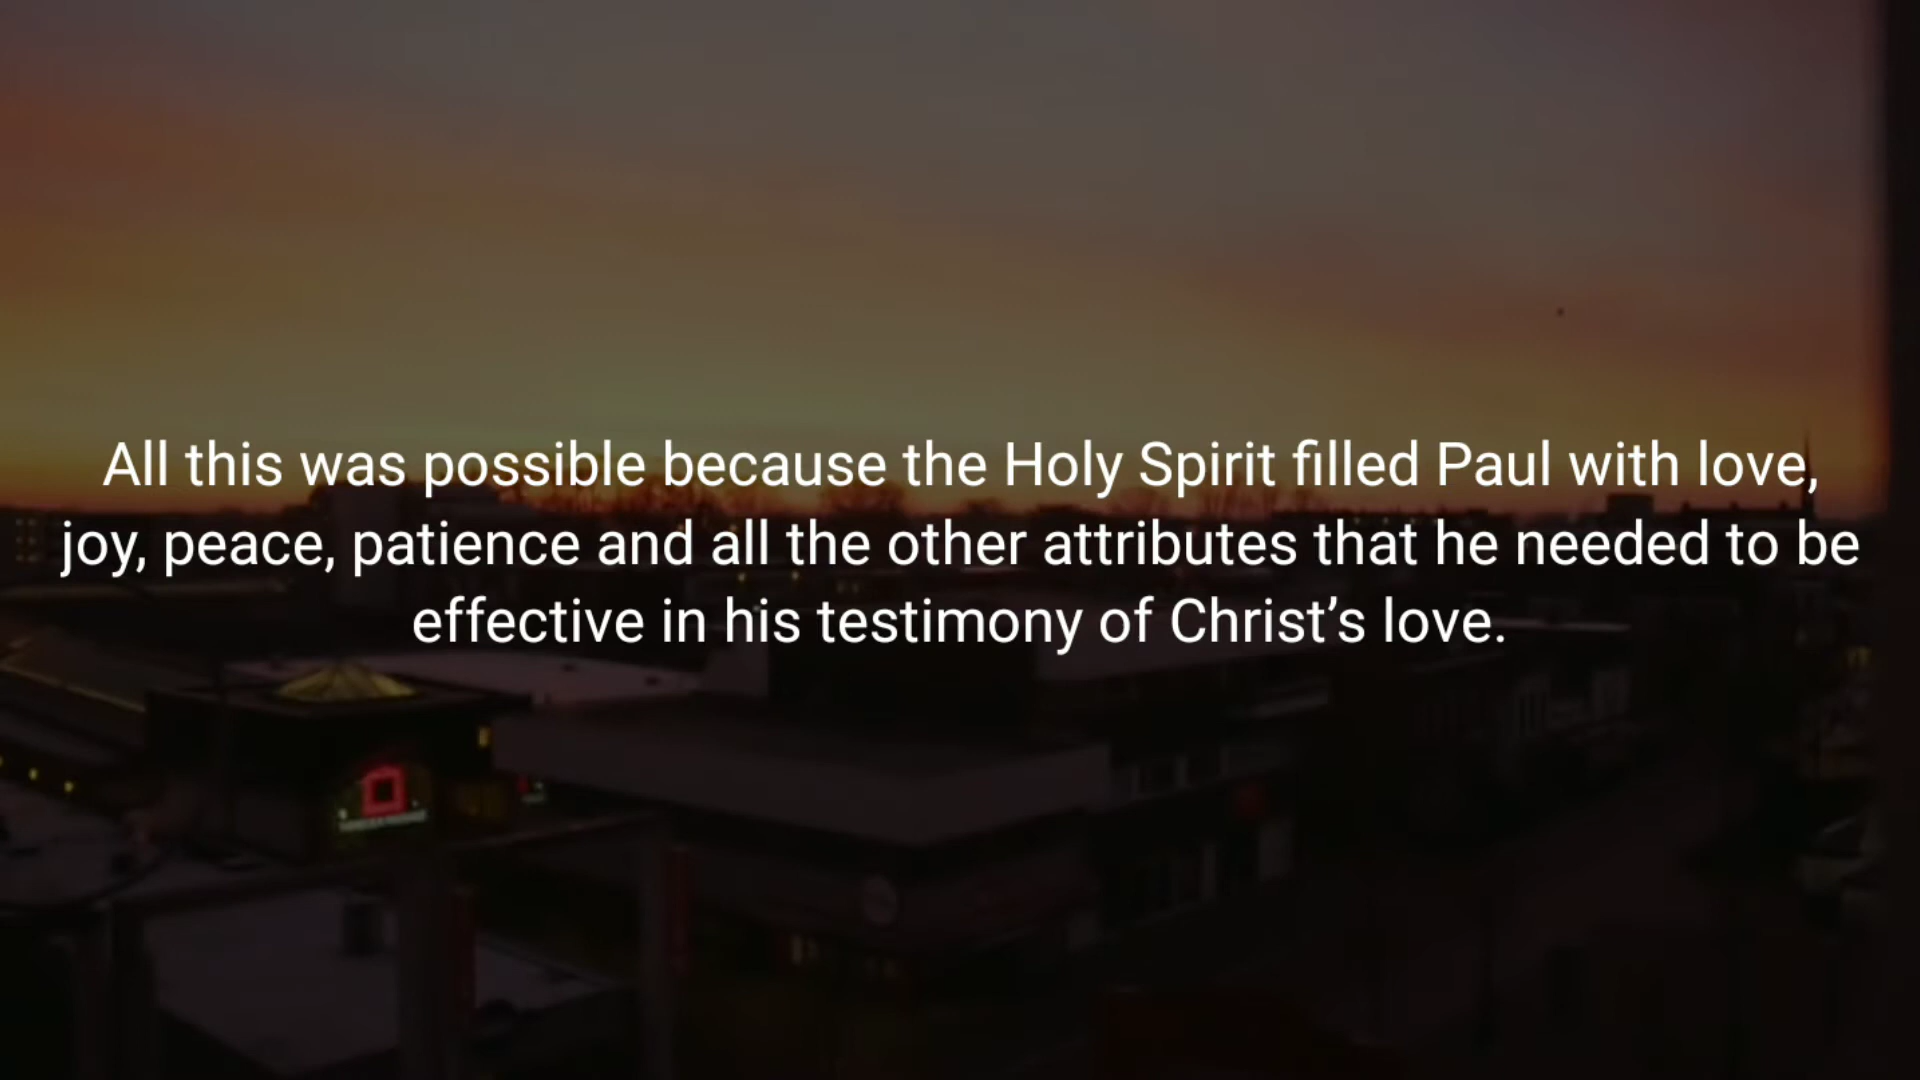 All this was possible because the Holy Spirit filled Paul with love,
joy, peace, patience and all the other attributes that he needed to be
effective in his testimony of Christ’s love.